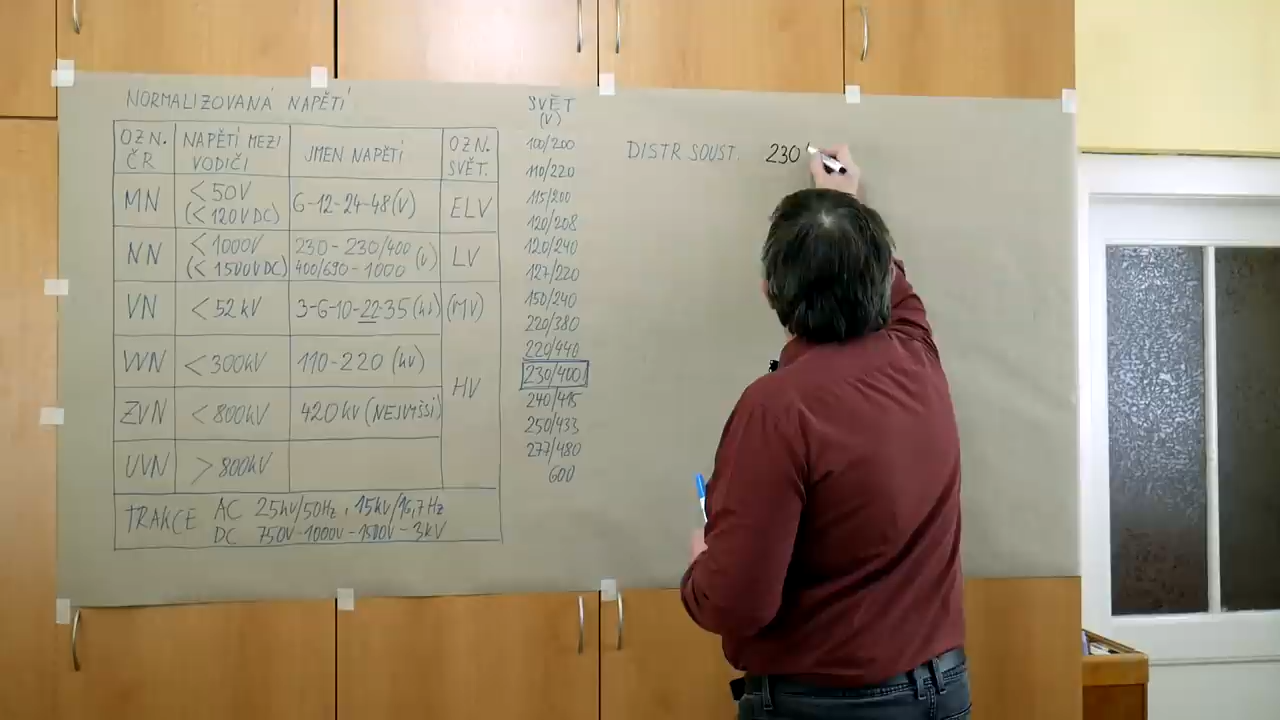 NORMALIZOVANÁ NAPĚTÍ
OZN. ČR NAPĚTÍ MEZI VODIČI JMEN NAPĚTÍ OZN. SVĚT.
MN <50V (<120V DC) 6-12-24-48(V) ELV
NN <1000V (<1500V DC) 230-230/400 400/690-1000 (V) LV
VN <52 kV 3-6-10-22-35(kV) (MV)
VVN <300kV 110-220 (kV) HV
ZVN <800kV 420kV (NEJVYŠŠÍ)
UVN >800kV
TRAKCE AC 25kV/50Hz, 15kV/16,7Hz
DC 750V-1000V-1500V-3kV
SVĚT
(V)
100/200
110/220
115/200
120/208
120/240
127/220
150/240
220/380
220/440
230/400
240/415
250/433
277/480
600
DISTR SOUST. 230